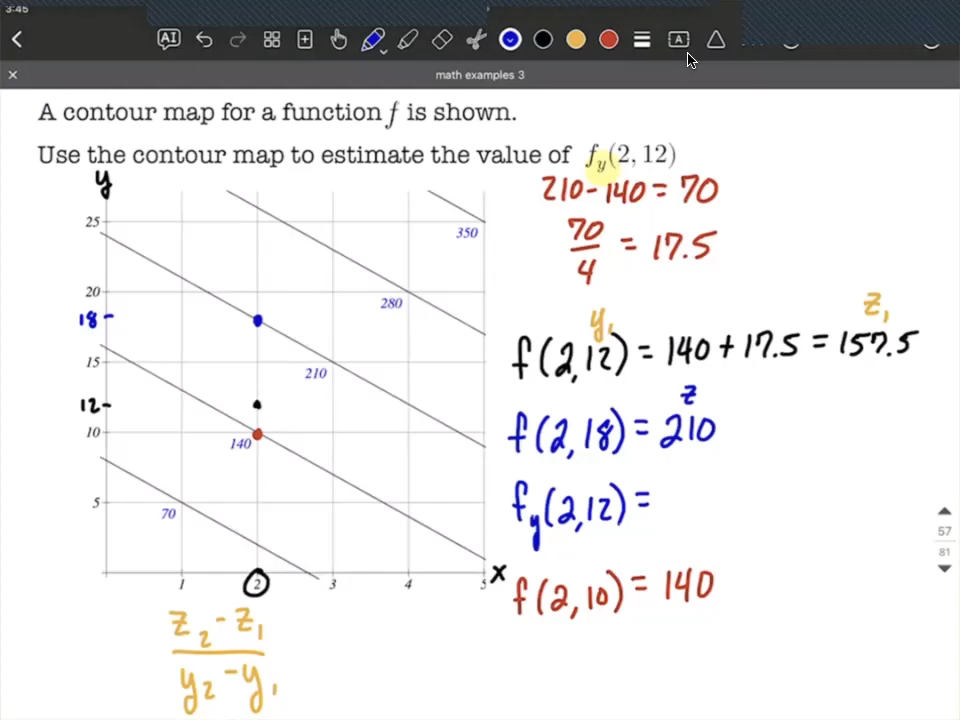 3:45
AI
A
math examples 3
A contour map for a function f is shown.
Use the contour map to estimate the value of f_y(2, 12)
y
210-140 = 70
70/4 = 17.5
25
350
20
280
18
15
210
12
10
140
5
70
1 2 3 4 5 x
y₁ z₁
f(2,12) = 140 + 17.5 = 157.5
z
f(2,18) = 210
f_y(2,12) =
f(2,10) = 140
z₂ - z₁
y₂ - y₁
57
81